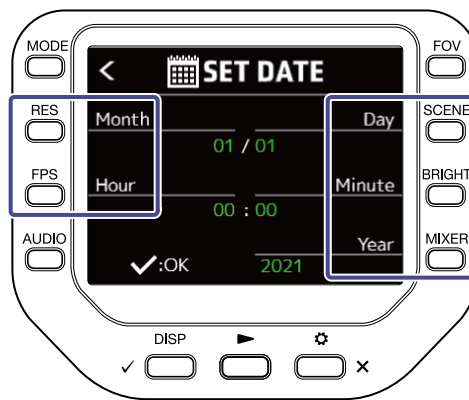 MODE
FOV
< SET DATE
RES
SCENE
Month
Day
01 / 01
FPS
BRIGHT
Hour
Minute
00 : 00
AUDIO
MIXER
Year
✓:OK
2021
DISP
✓
×